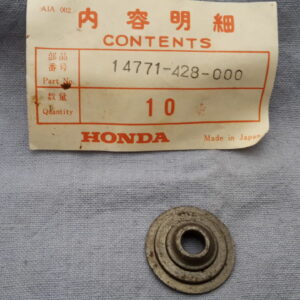 A1A 002
内容明細
CONTENTS
部品番号
Part No.
14771-428-000
数量
Quantity
10
HONDA
Made in Japan